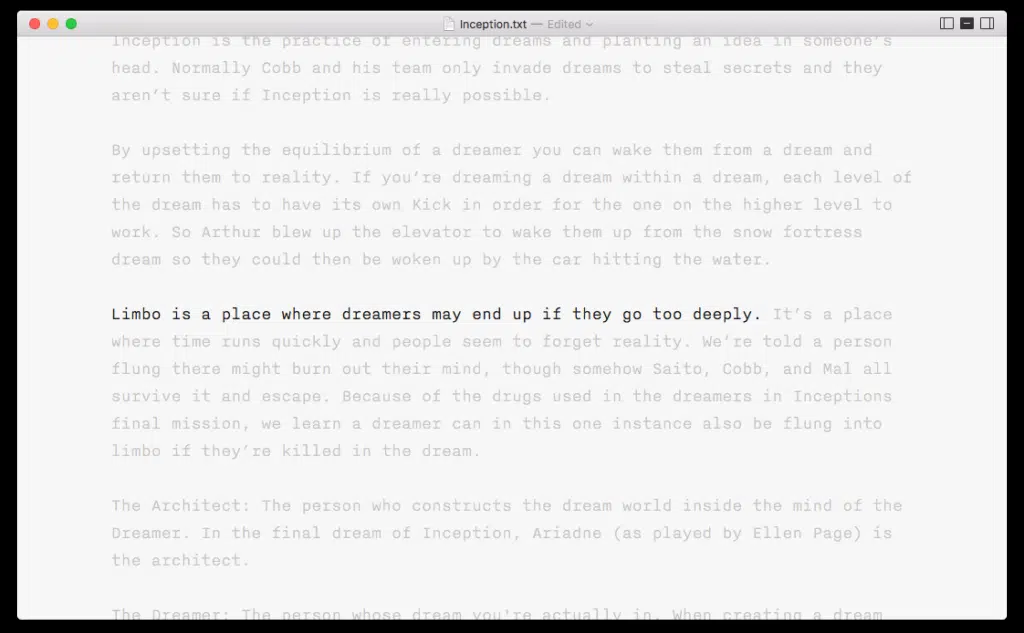 Inception.txt — Edited
Inception is the practice of entering dreams and planting an idea in someone’s
head. Normally Cobb and his team only invade dreams to steal secrets and they
aren’t sure if Inception is really possible.
By upsetting the equilibrium of a dreamer you can wake them from a dream and
return them to reality. If you’re dreaming a dream within a dream, each level of
the dream has to have its own Kick in order for the one on the higher level to
work. So Arthur blew up the elevator to wake them up from the snow fortress
dream so they could then be woken up by the car hitting the water.
Limbo is a place where dreamers may end up if they go too deeply. It’s a place
where time runs quickly and people seem to forget reality. We’re told a person
flung there might burn out their mind, though somehow Saito, Cobb, and Mal all
survive it and escape. Because of the drugs used in the dreamers in Inceptions
final mission, we learn a dreamer can in this one instance also be flung into
limbo if they’re killed in the dream.
The Architect: The person who constructs the dream world inside the mind of the
Dreamer. In the final dream of Inception, Ariadne (as played by Ellen Page) is
the architect.
The Dreamer: The person whose dream you’re actually in. When creating a dream